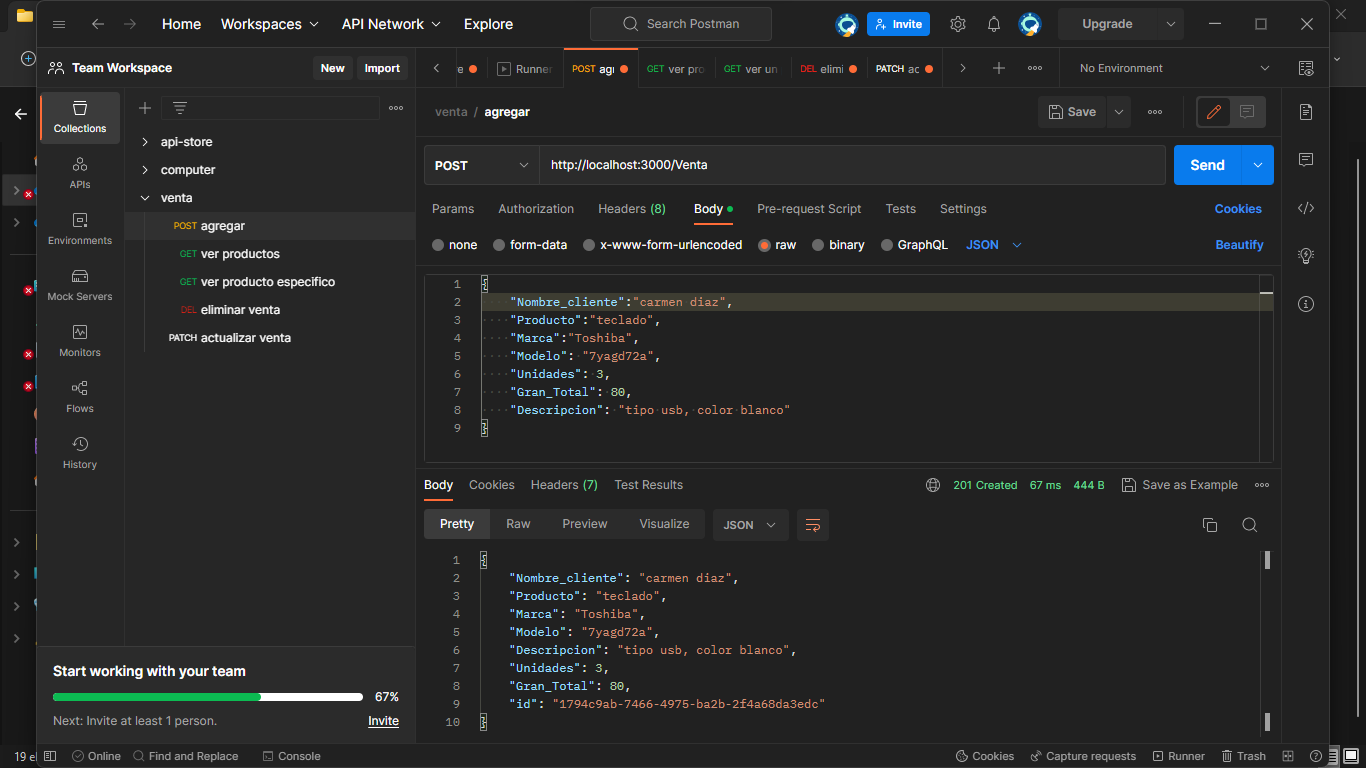 Home Workspaces API Network Explore Search Postman Invite Upgrade
Team Workspace New Import Runner POST GET ver GET ver un DEL PATCH No Environment
Collections
APIs
Environments
Mock Servers
Monitors
Flows
History
api-store
computer
venta
POST agregar
GET ver productos
GET ver producto especifico
DEL eliminar venta
PATCH actualizar venta
Start working with your team
67%
Next: Invite at least 1 person. Invite
venta / agregar Save
POST http://localhost:3000/Venta Send
Params Authorization Headers (8) Body Pre-request Script Tests Settings Cookies
none form-data x-www-form-urlencoded raw binary GraphQL JSON Beautify
1 {
2 "Nombre_cliente":"carmen diaz",
3 "Producto":"teclado",
4 "Marca":"Toshiba",
5 "Modelo": "7yagd72a",
6 "Unidades": 3,
7 "Gran_Total": 80,
8 "Descripcion": "tipo usb, color blanco"
9 }
Body Cookies Headers (7) Test Results 201 Created 67 ms 444 B Save as Example
Pretty Raw Preview Visualize JSON
1 {
2 "Nombre_cliente": "carmen diaz",
3 "Producto": "teclado",
4 "Marca": "Toshiba",
5 "Modelo": "7yagd72a",
6 "Descripcion": "tipo usb, color blanco",
7 "Unidades": 3,
8 "Gran_Total": 80,
9 "id": "1794c9ab-7466-4975-ba2b-2f4a68da3edc"
10 }
19 Online Find and Replace Console Cookies Capture requests Runner Trash